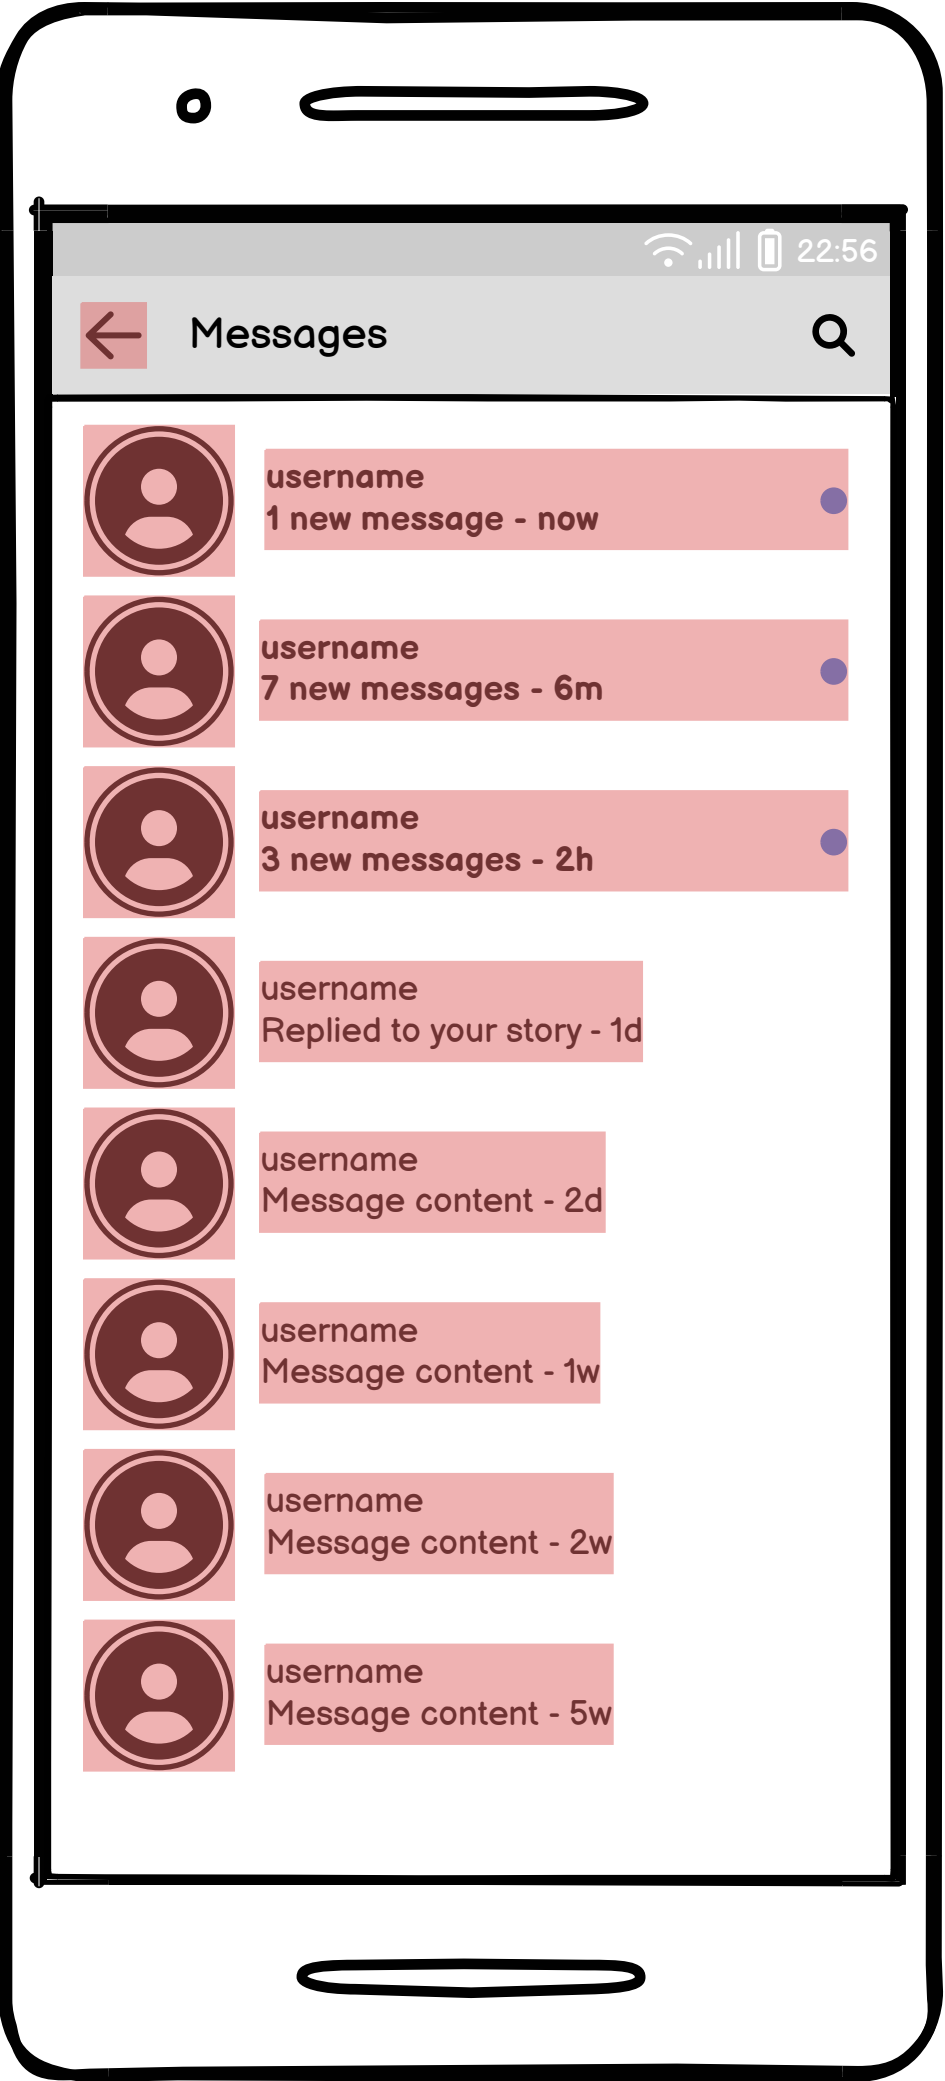 22:56
Messages
username
1 new message - now
username
7 new messages - 6m
username
3 new messages - 2h
username
Replied to your story - 1d
username
Message content - 2d
username
Message content - 1w
username
Message content - 2w
username
Message content - 5w